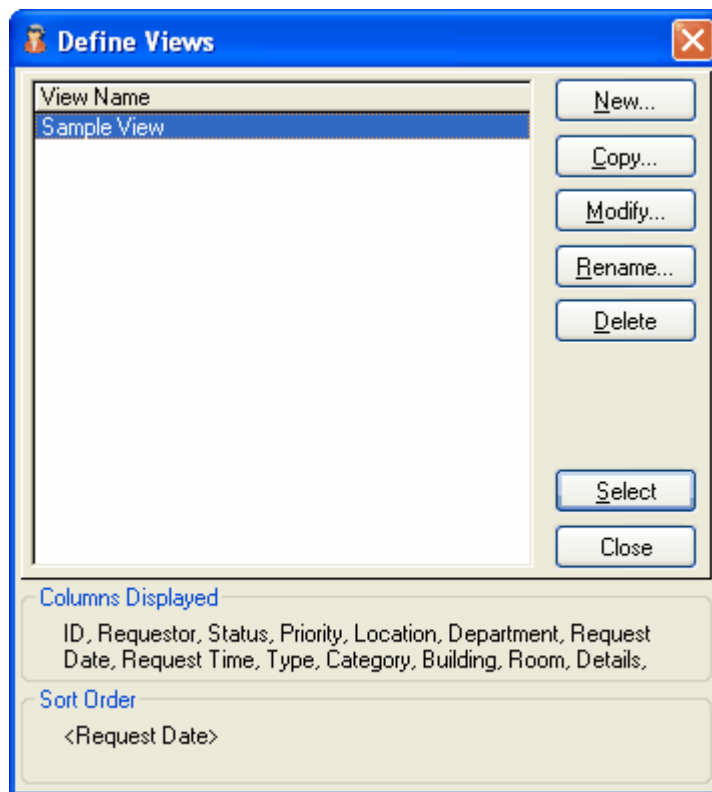 Define Views
View Name
Sample View
New...
Copy...
Modify...
Rename...
Delete
Select
Close
Columns Displayed
ID, Requestor, Status, Priority, Location, Department, Request
Date, Request Time, Type, Category, Building, Room, Details,
Sort Order
<Request Date>